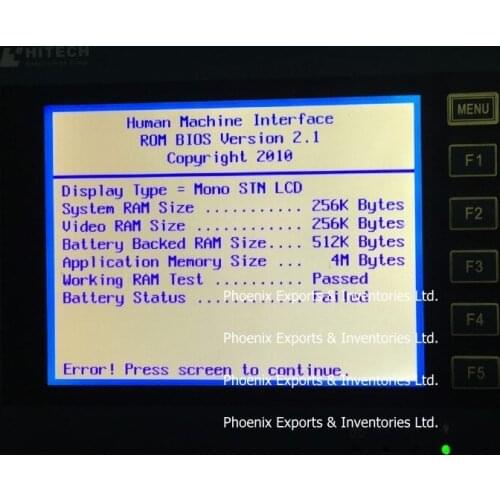 HITECH
Human Machine Interface
ROM BIOS Version 2.1
Copyright 2010
Display Type = Mono STN LCD
System RAM Size ........... 256K Bytes
Video RAM Size ............ 256K Bytes
Battery Backed RAM Size.... 512K Bytes
Application Memory Size ... 4M Bytes
Working RAM Test .......... Passed
Battery Status ............ Failed
Error! Press screen to continue.
MENU
F1
F2
F3
F4
F5
Phoenix Exports & Inventories Ltd.
Phoenix Exports & Inventories Ltd.
Phoenix Exports & Inventories Ltd.
Phoenix Exports & Inventories Ltd.